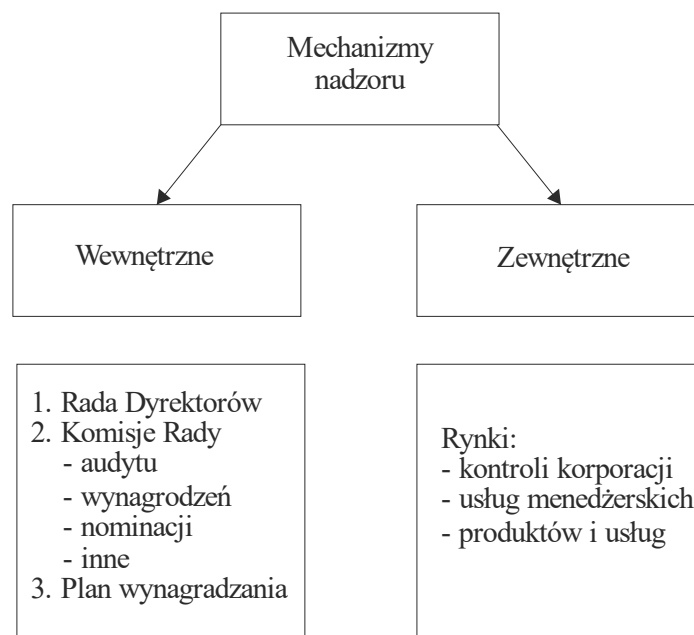 Mechanizmy
nadzoru
Wewnętrzne
Zewnętrzne
1. Rada Dyrektorów
2. Komisje Rady
- audytu
- wynagrodzeń
- nominacji
- inne
3. Plan wynagradzania
Rynki:
- kontroli korporacji
- usług menedżerskich
- produktów i usług